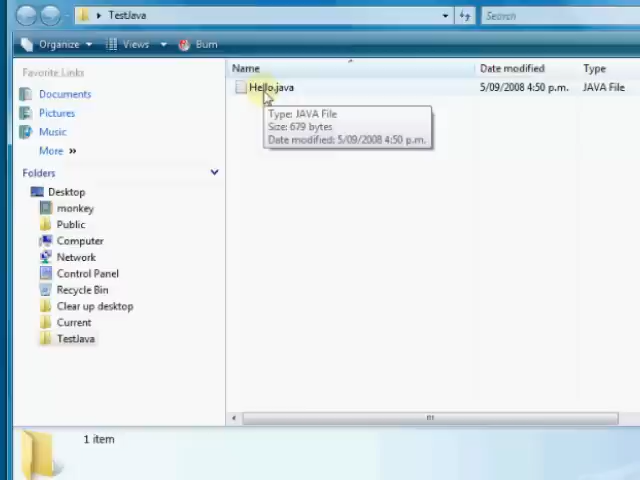 TestJava
Search
Organize
Views
Burn
Favorite Links
Name
Date modified
Type
Documents
Hello.java
5/09/2008 4:50 p.m.
JAVA File
Pictures
Type: JAVA File
Size: 679 bytes
Date modified: 5/09/2008 4:50 p.m.
Music
More »
Folders
Desktop
monkey
Public
Computer
Network
Control Panel
Recycle Bin
Clear up desktop
Current
TestJava
1 item